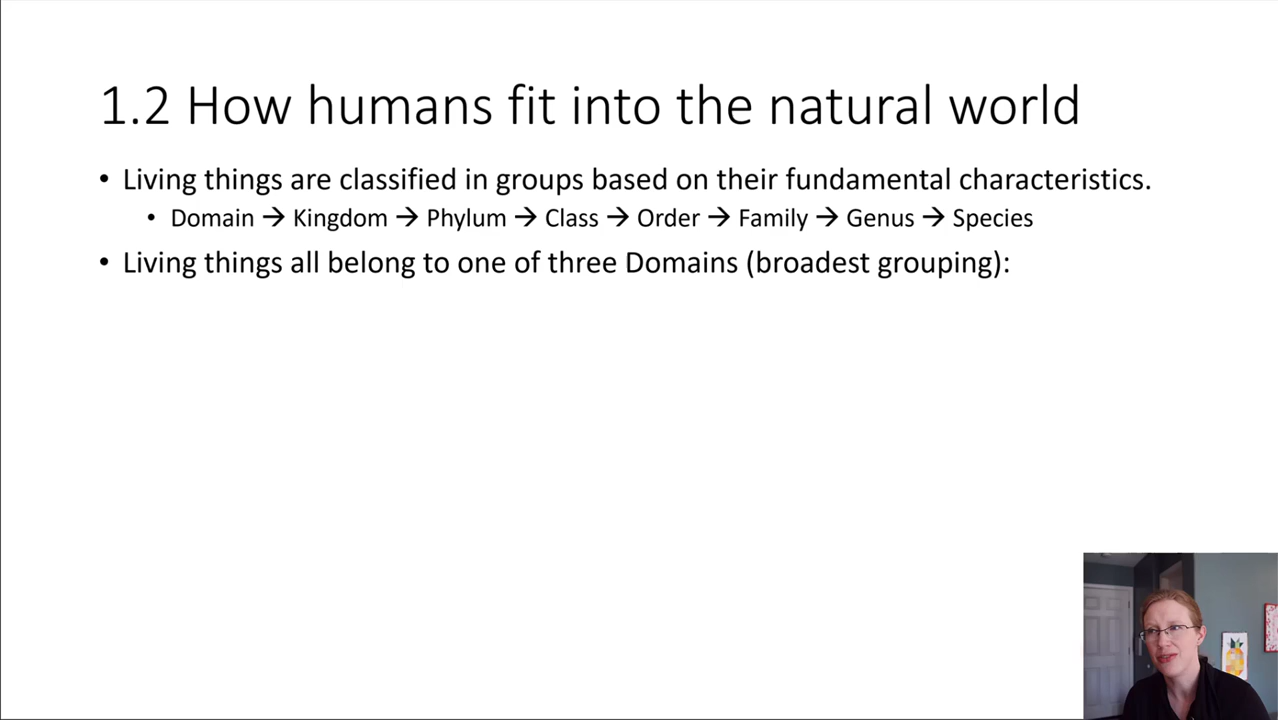 1.2 How humans fit into the natural world
• Living things are classified in groups based on their fundamental characteristics.
• Domain → Kingdom → Phylum → Class → Order → Family → Genus → Species
• Living things all belong to one of three Domains (broadest grouping):